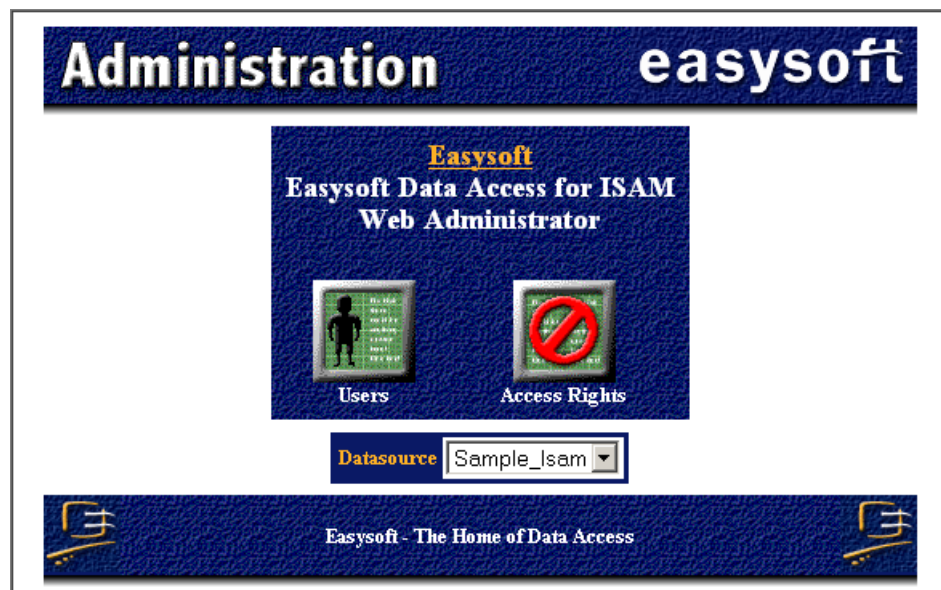 Administration
easysoft
Easysoft
Easysoft Data Access for ISAM
Web Administrator
Users
Access Rights
Datasource Sample_Isam
Easysoft - The Home of Data Access